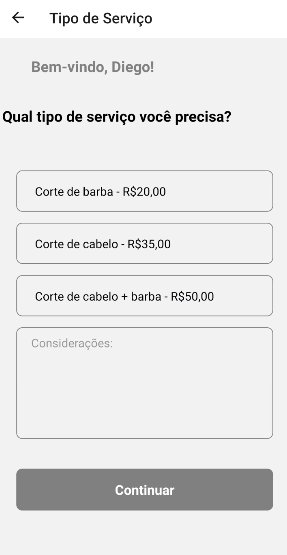 Tipo de Serviço
Bem-vindo, Diego!
Qual tipo de serviço você precisa?
Corte de barba - R$20,00
Corte de cabelo - R$35,00
Corte de cabelo + barba - R$50,00
Considerações:
Continuar